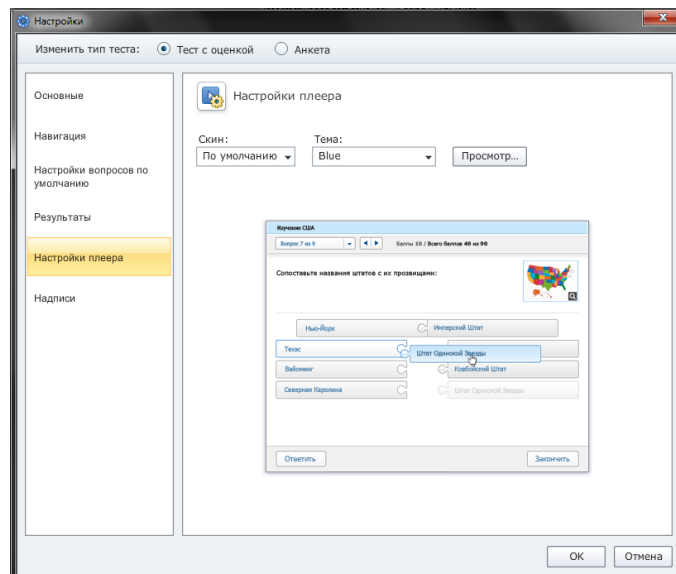 Настройки
Изменить тип теста: Тест с оценкой Анкета
Основные
Навигация
Настройки вопросов по
умолчанию
Результаты
Настройки плеера
Надписи
Настройки плеера
Скин: Тема:
По умолчанию Blue Просмотр...
Изучение США
Вопрос 7 из 9 Баллы 10 / Всего баллов 40 из 90
Сопоставьте названия штатов с их прозвищами:
Нью-Йорк Имперский Штат
Техас Штат Одинокой Звезды
Вайоминг Ковбойский Штат
Северная Каролина Штат Одинокой Звезды
Ответить Закончить
OK Отмена